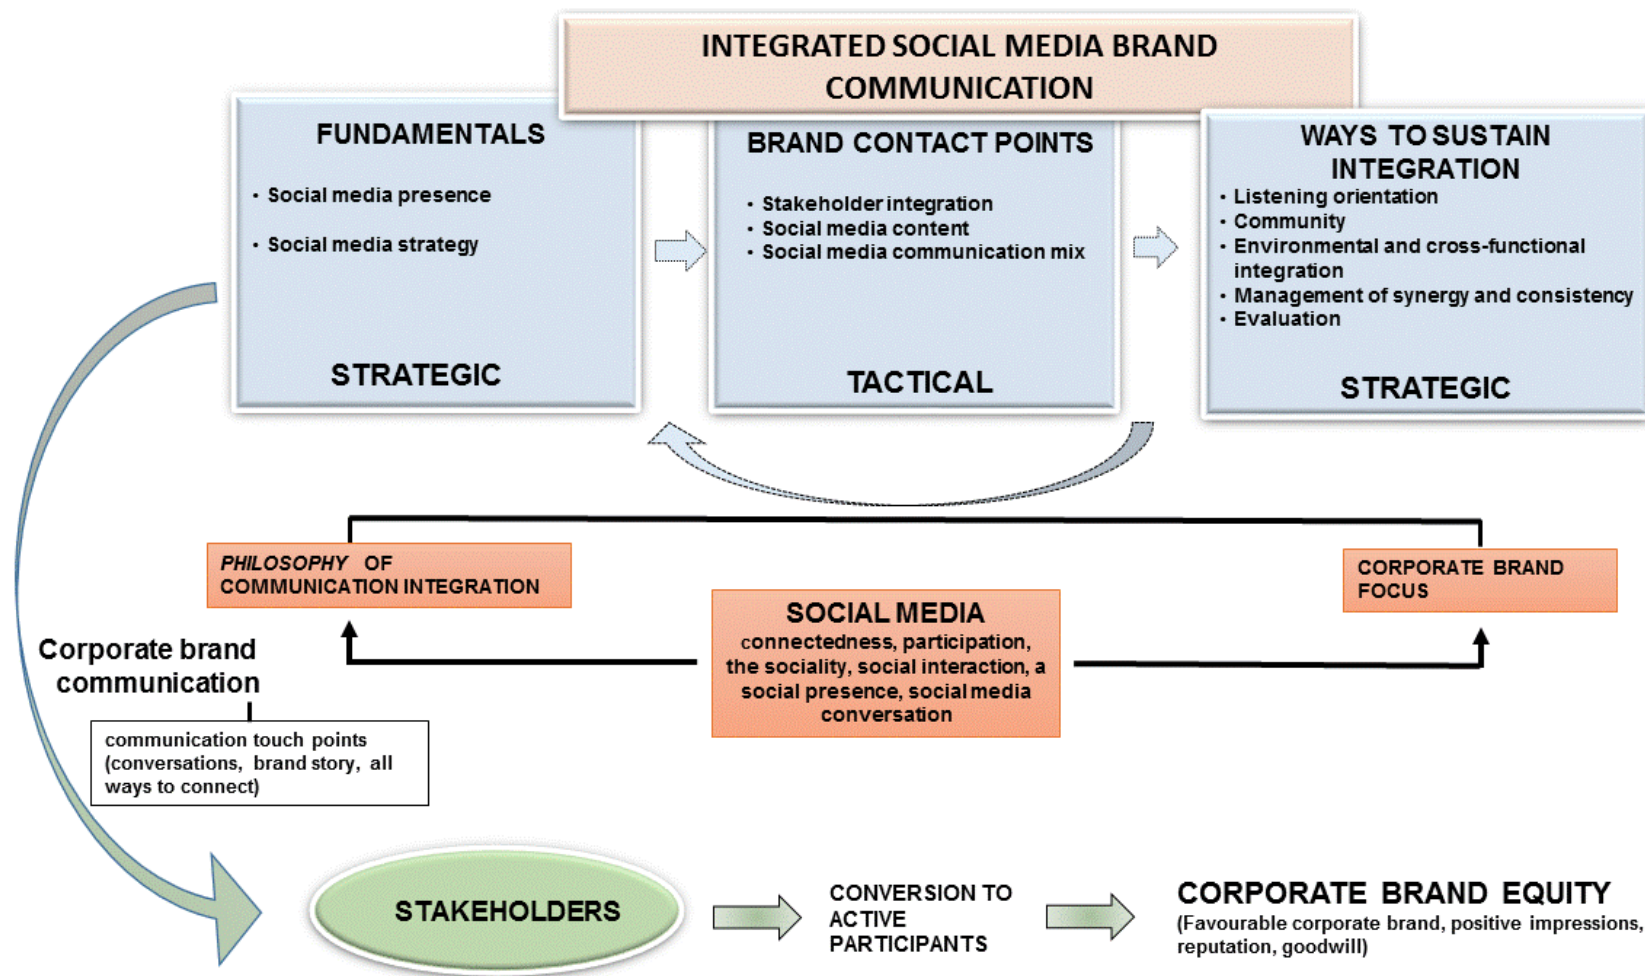 INTEGRATED SOCIAL MEDIA BRAND
COMMUNICATION
FUNDAMENTALS
• Social media presence
• Social media strategy
STRATEGIC
BRAND CONTACT POINTS
• Stakeholder integration
• Social media content
• Social media communication mix
TACTICAL
WAYS TO SUSTAIN
INTEGRATION
• Listening orientation
• Community
• Environmental and cross-functional
integration
• Management of synergy and consistency
• Evaluation
STRATEGIC
PHILOSOPHY OF
COMMUNICATION INTEGRATION
CORPORATE BRAND
FOCUS
SOCIAL MEDIA
connectedness, participation,
the sociality, social interaction, a
social presence, social media
conversation
Corporate brand
communication
communication touch points
(conversations, brand story, all
ways to connect)
STAKEHOLDERS
CONVERSION TO
ACTIVE
PARTICIPANTS
CORPORATE BRAND EQUITY
(Favourable corporate brand, positive impressions,
reputation, goodwill)